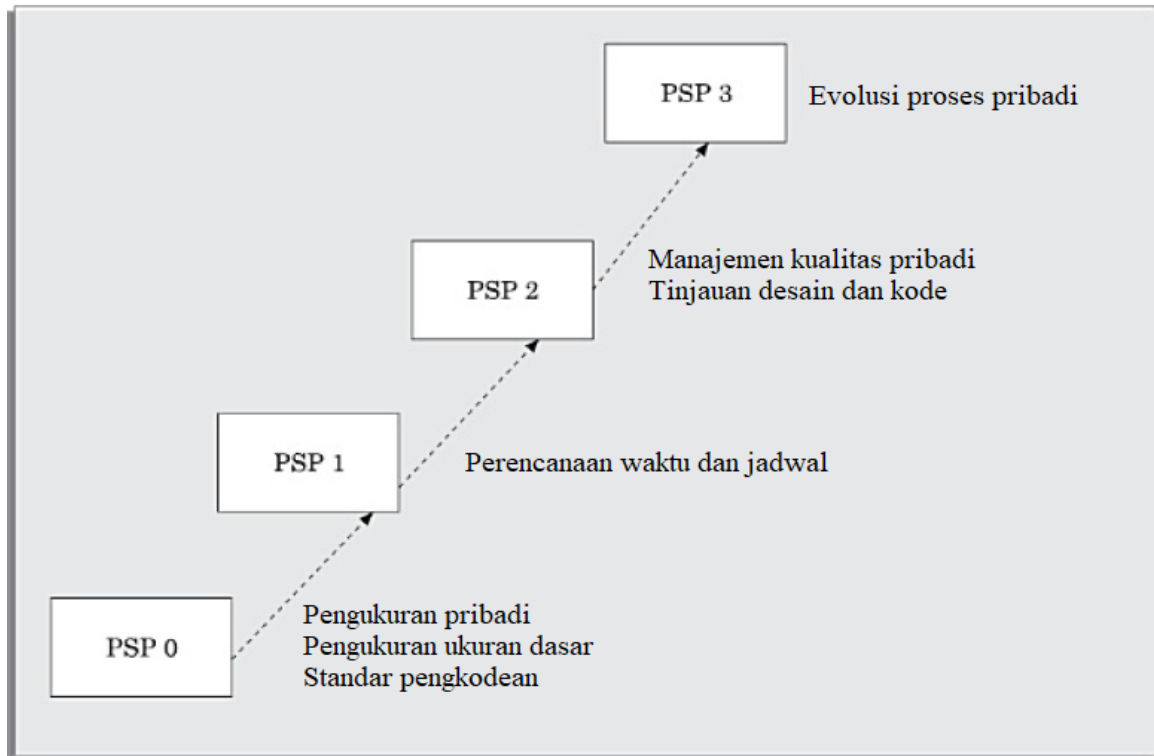 PSP 3
Evolusi proses pribadi
PSP 2
Manajemen kualitas pribadi
Tinjauan desain dan kode
PSP 1
Perencanaan waktu dan jadwal
PSP 0
Pengukuran pribadi
Pengukuran ukuran dasar
Standar pengkodean